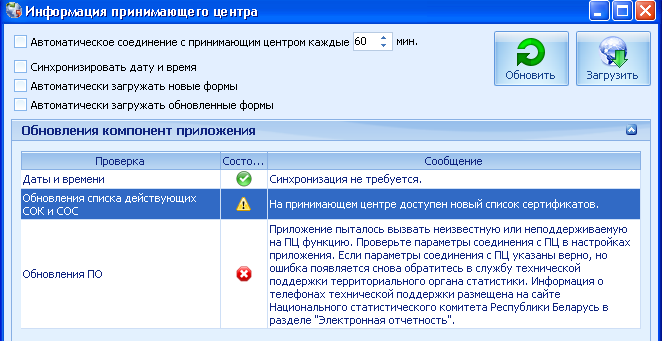 Информация принимающего центра
Автоматическое соединение с принимающим центром каждые 60 мин.
Синхронизировать дату и время
Автоматически загружать новые формы
Автоматически загружать обновленные формы
Обновить
Загрузить
Обновления компонент приложения
Проверка Состо... Сообщение
Даты и времени Синхронизация не требуется.
Обновления списка действующих
СОК и СОС
На принимающем центре доступен новый список сертификатов.
Обновления ПО
Приложение пыталось вызвать неизвестную или неподдерживаемую
на ПЦ функцию. Проверьте параметры соединения с ПЦ в настройках
приложения. Если параметры соединения с ПЦ указаны верно, но
ошибка появляется снова обратитесь в службу технической
поддержки территориального органа статистики. Информация о
телефонах технической поддержки размещена на сайте
Национального статистического комитета Республики Беларусь в
разделе "Электронная отчетность".